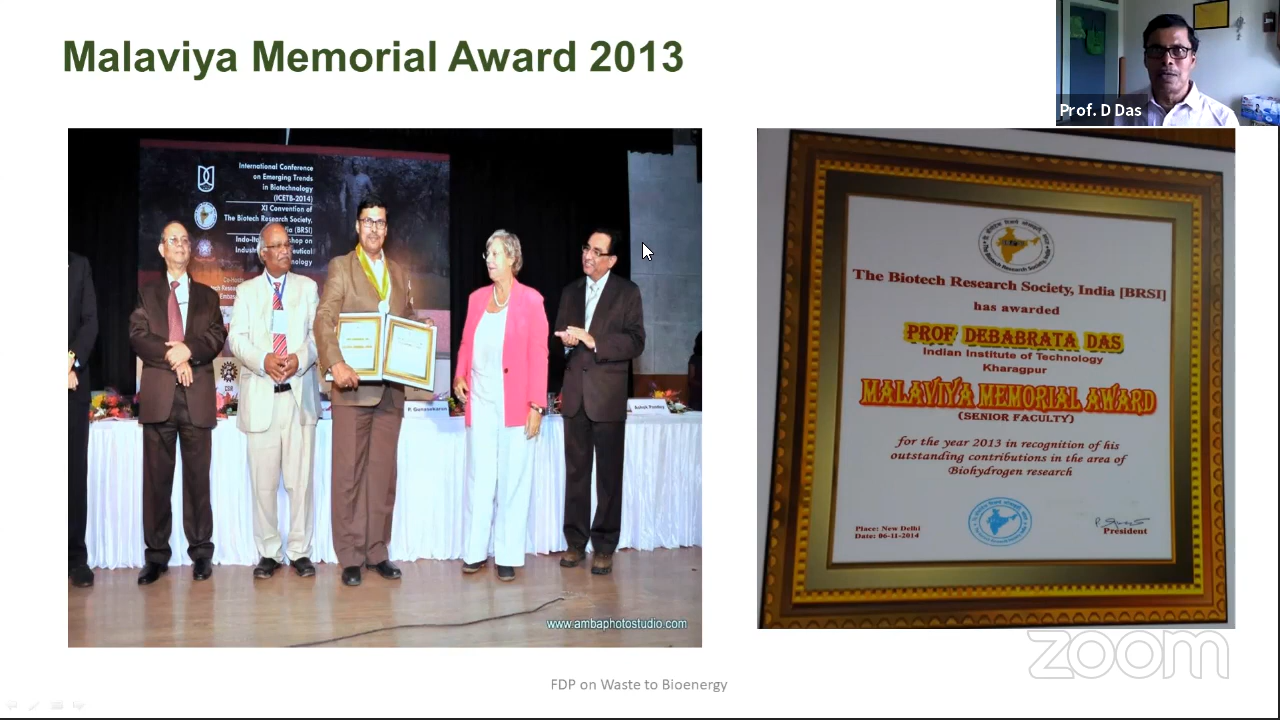 Malaviya Memorial Award 2013
Prof. D Das
International Conference
on Emerging Trends
in Biotechnology
(ICETB-2014)
XI Convention of
The Biotech Research Society,
(BRSI)
P. Gunasekaran
Ashok Pandey
www.ambaphotostudio.com
The Biotech Research Society, India [BRSI]
has awarded
PROF DEBABRATA DAS
Indian Institute of Technology
Kharagpur
MALAVIYA MEMORIAL AWARD
(SENIOR FACULTY)
for the year 2013 in recognition of his
outstanding contributions in the area of
Biohydrogen research
Place: New Delhi
Date: 06-11-2014
President
zoom
FDP on Waste to Bioenergy